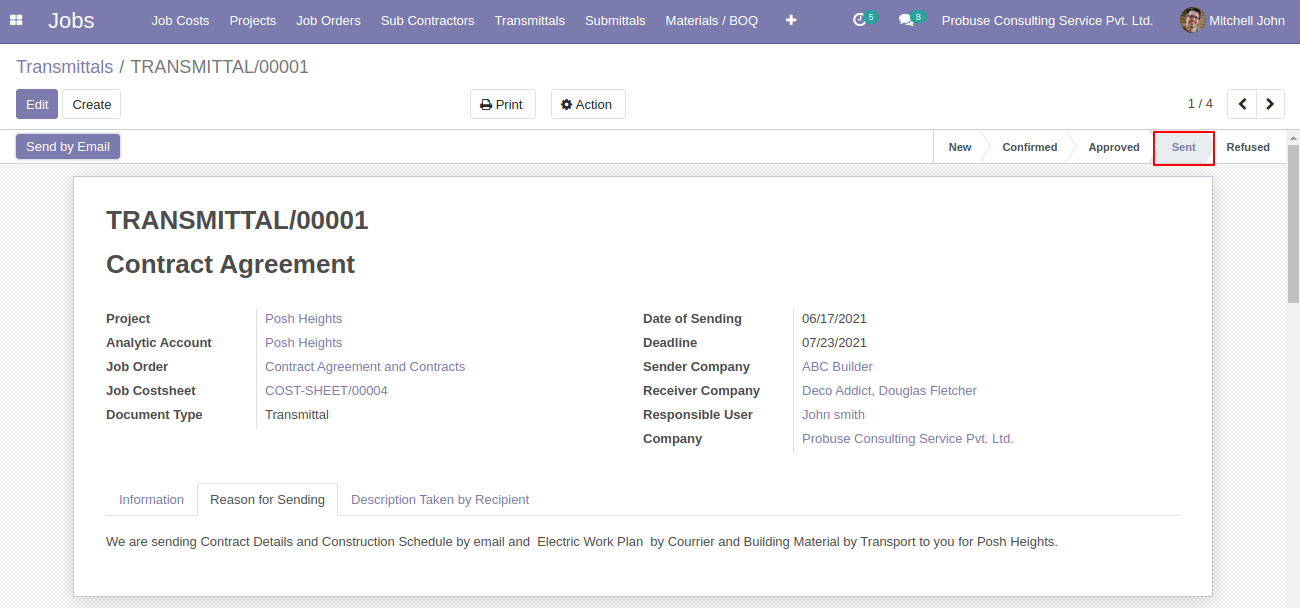 Jobs Job Costs Projects Job Orders Sub Contractors Transmittals Submittals Materials / BOQ 5 8 Probuse Consulting Service Pvt. Ltd. Mitchell John
Transmittals / TRANSMITTAL/00001
Edit Create Print Action 1 / 4
Send by Email New Confirmed Approved Sent Refused
TRANSMITTAL/00001
Contract Agreement
Project Posh Heights
Analytic Account Posh Heights
Job Order Contract Agreement and Contracts
Job Costsheet COST-SHEET/00004
Document Type Transmittal
Date of Sending 06/17/2021
Deadline 07/23/2021
Sender Company ABC Builder
Receiver Company Deco Addict, Douglas Fletcher
Responsible User John smith
Company Probuse Consulting Service Pvt. Ltd.
Information Reason for Sending Description Taken by Recipient
We are sending Contract Details and Construction Schedule by email and  Electric Work Plan  by Courrier and Building Material by Transport to you for Posh Heights.